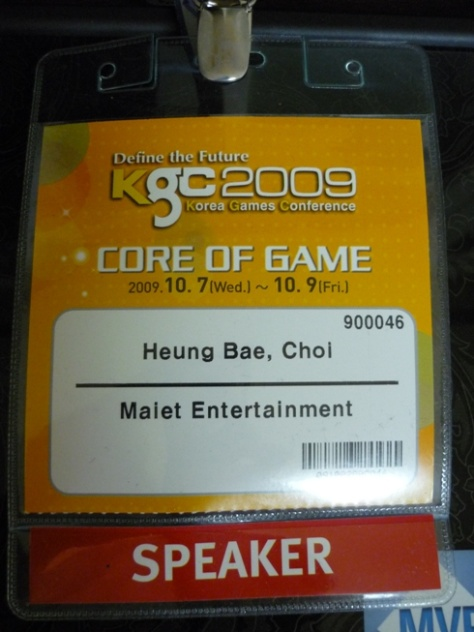 Define the Future
KGC2009
Korea Games Conference
CORE OF GAME
2009.10. 7(Wed.) ~ 10. 9(Fri.)
900046
Heung Bae, Choi
Maiet Entertainment
SPEAKER